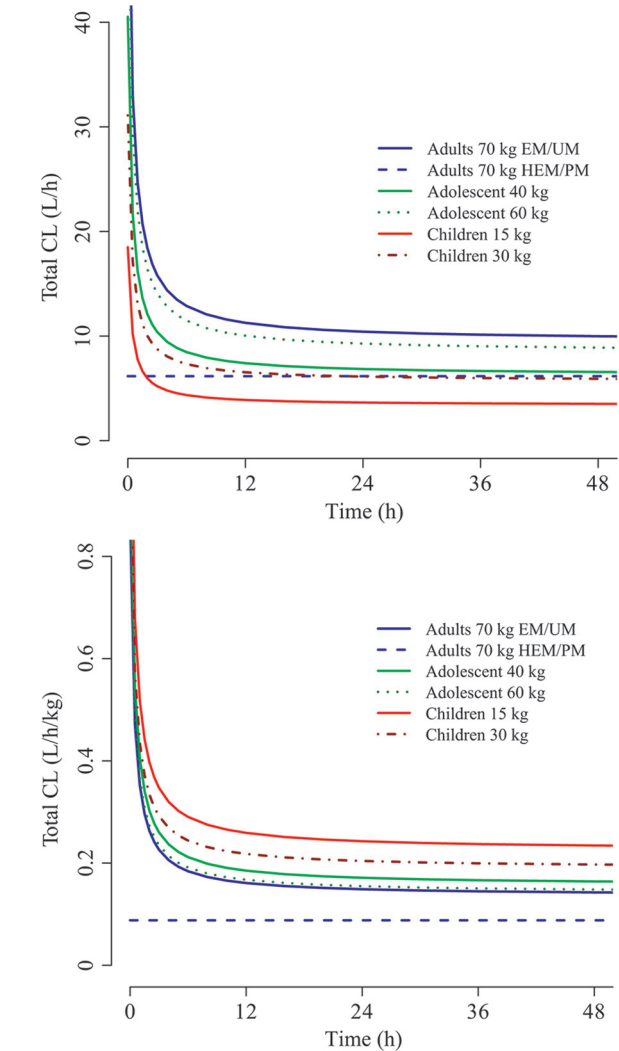 40
30
20
10
0
Total CL (L/h)
Adults 70 kg EM/UM
Adults 70 kg HEM/PM
Adolescent 40 kg
Adolescent 60 kg
Children 15 kg
Children 30 kg
0 12 24 36 48
Time (h)
0.8
0.6
0.4
0.2
0
Total CL (L/h/kg)
Adults 70 kg EM/UM
Adults 70 kg HEM/PM
Adolescent 40 kg
Adolescent 60 kg
Children 15 kg
Children 30 kg
0 12 24 36 48
Time (h)